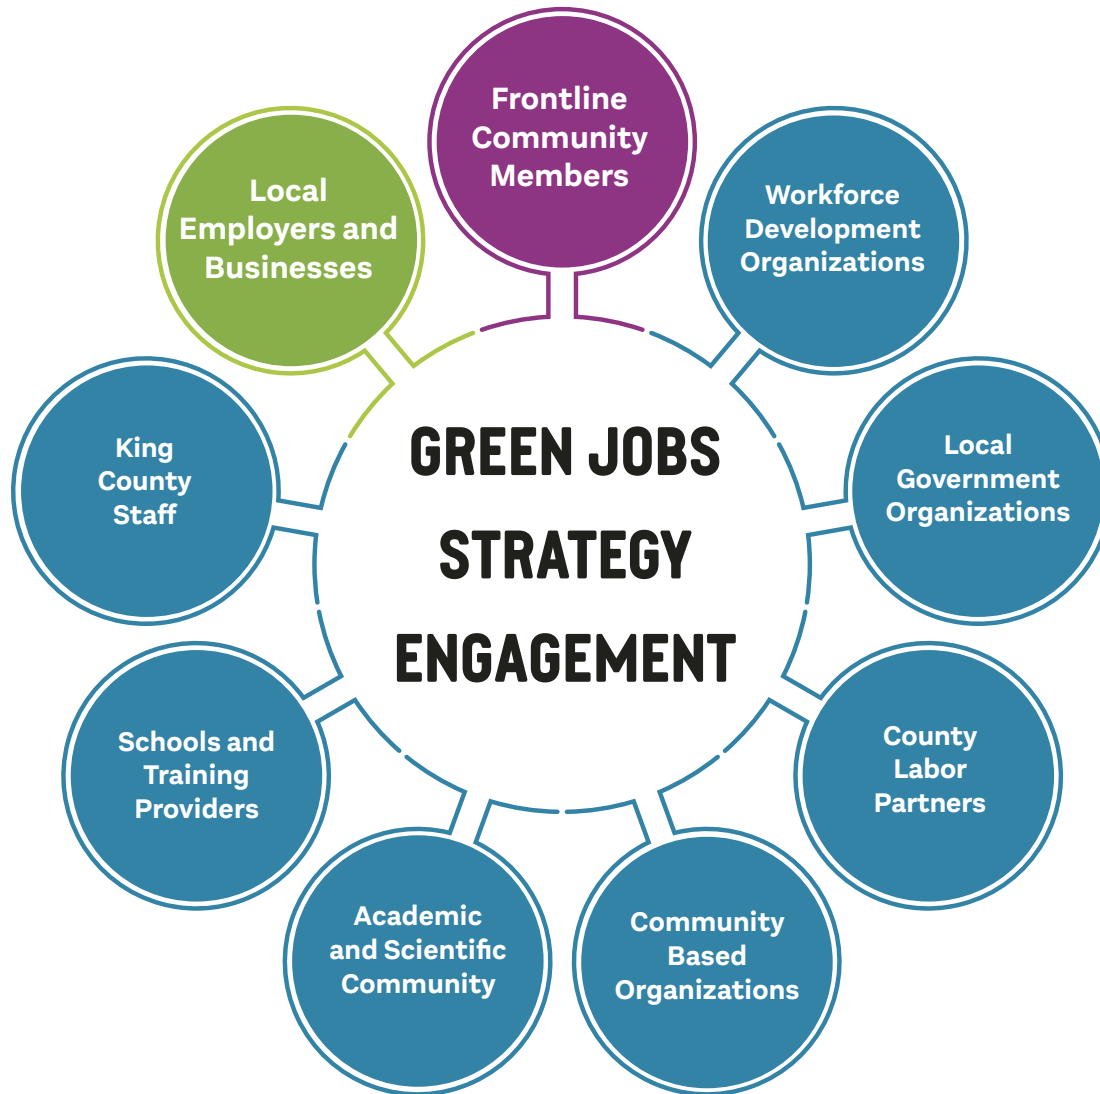 Frontline
Community
Members
Workforce
Development
Organizations
Local
Government
Organizations
County
Labor
Partners
Community
Based
Organizations
Academic
and Scientific
Community
Schools and
Training
Providers
King
County
Staff
Local
Employers and
Businesses
GREEN JOBS
STRATEGY
ENGAGEMENT